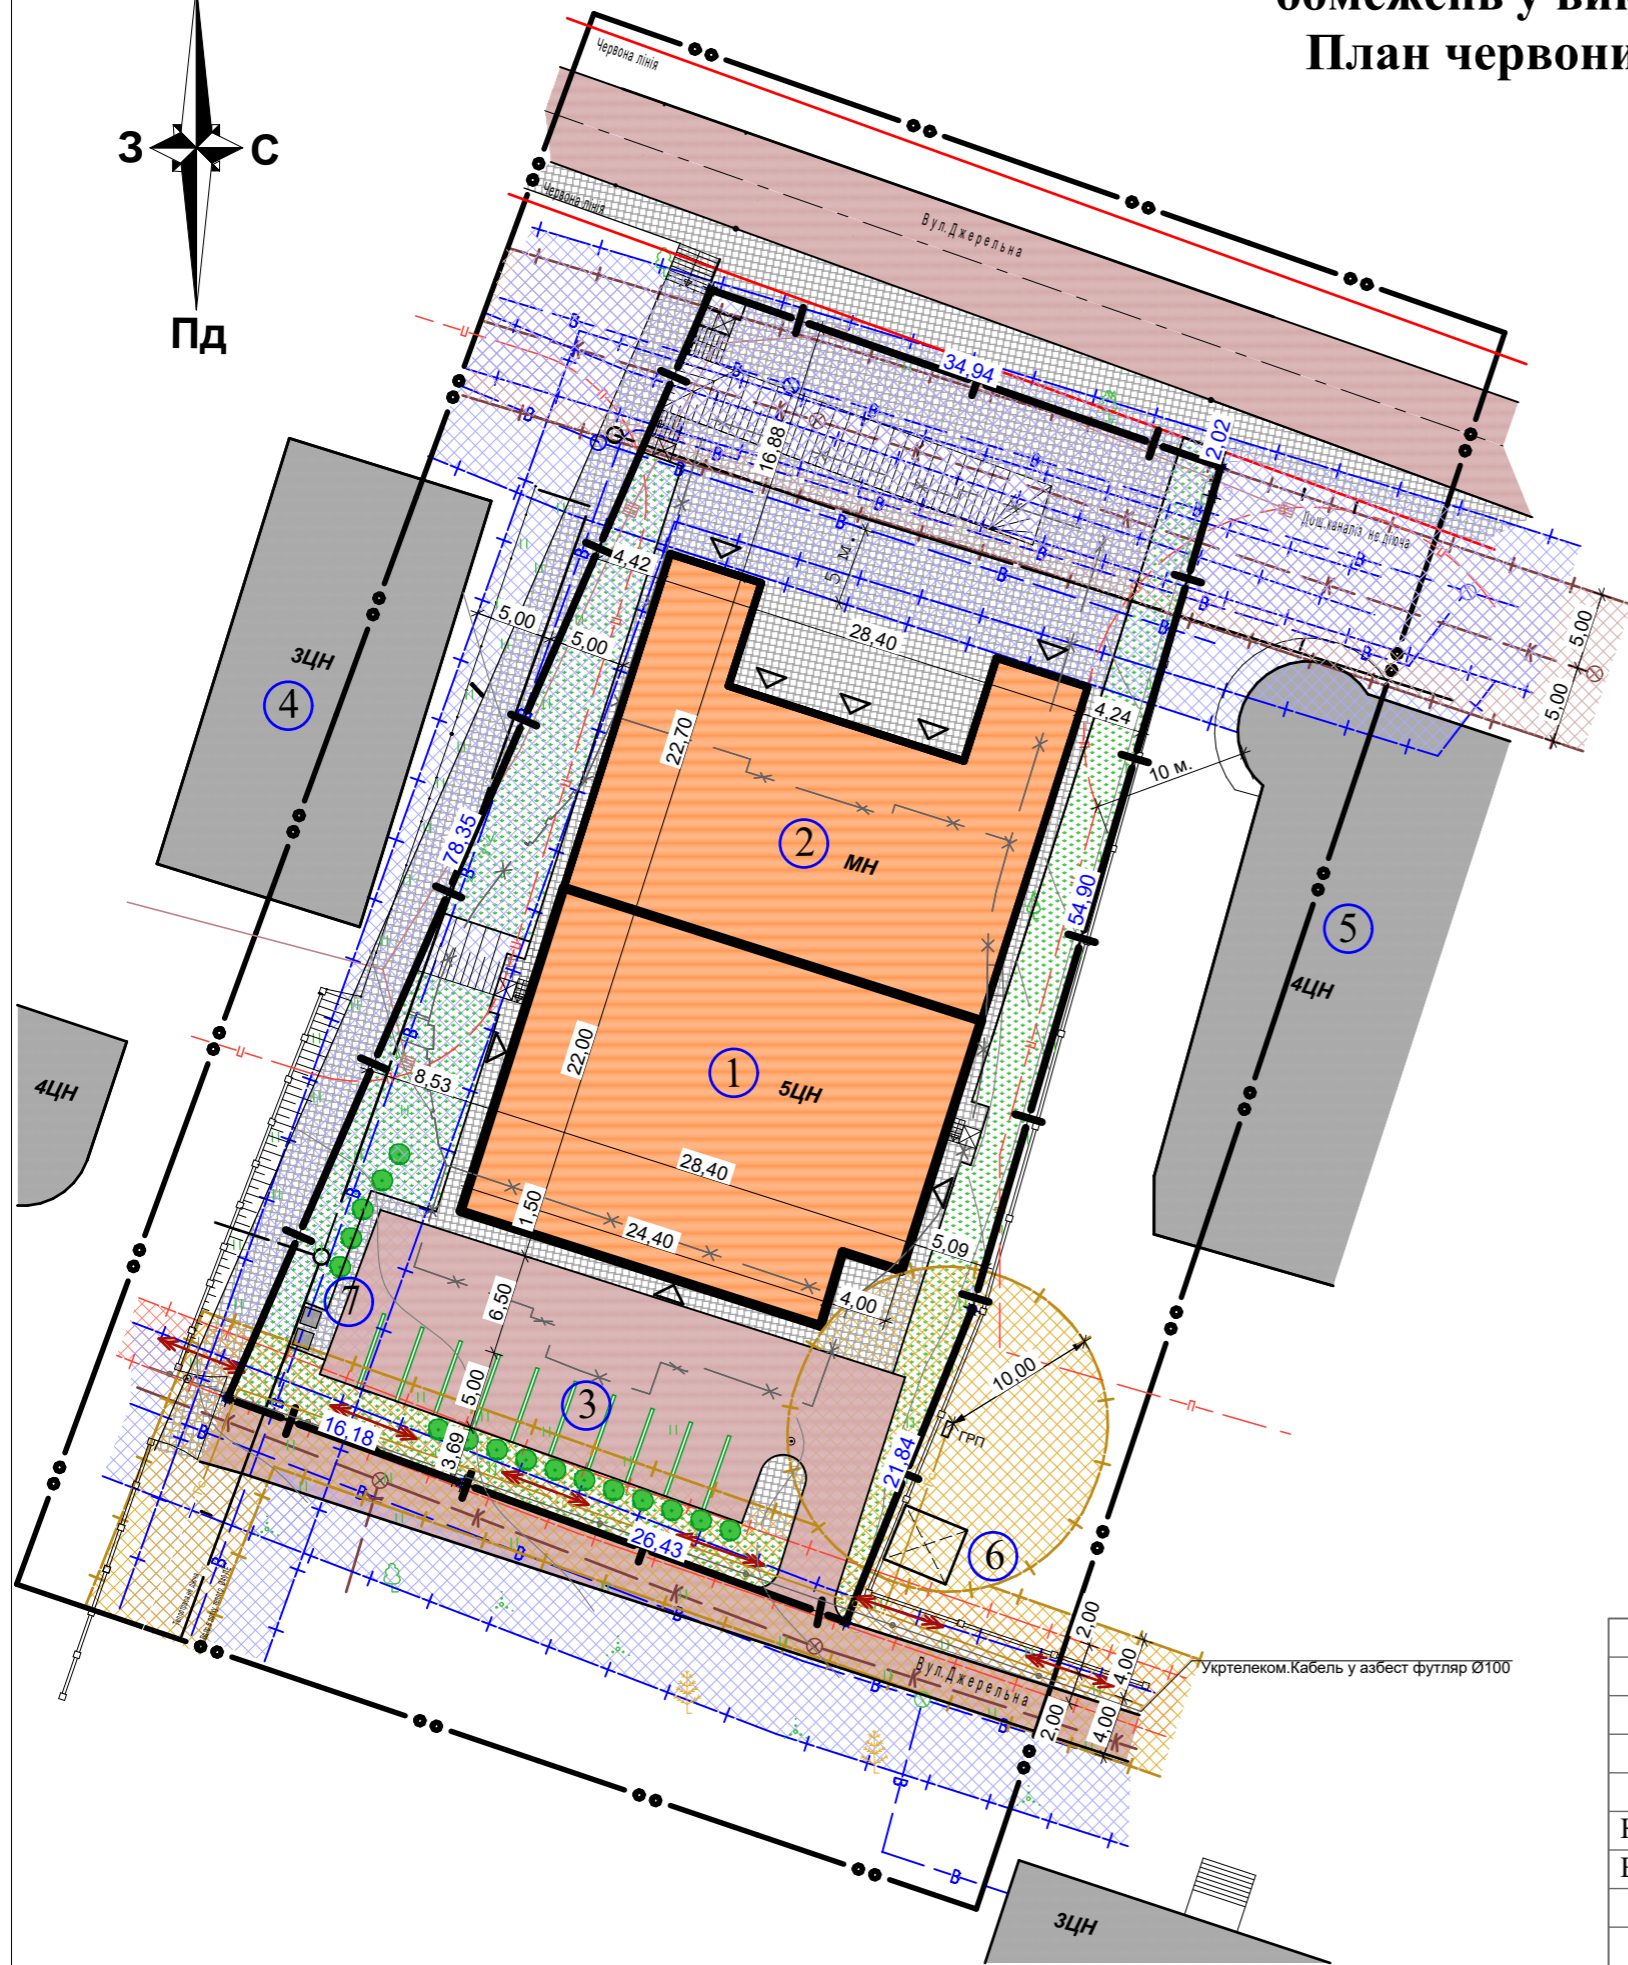 План червони
Червона лінія
З
С
Пд
Червона лінія
Вул.Джерельна
34,94
2,02
16,88
Дощ.каналіз. не діюча
4,42
5 м.
5,00
5,00
28,40
5,00
5,00
3ЦН
4
22,70
4,24
10 м.
2
МН
78,35
54,90
5
4ЦН
22,00
1
5ЦН
4ЦН
8,53
28,40
1,50
24,40
5,09
4,00
7
6,50
10,00
5,00
3
ГРП
16,18
3,69
21,84
26,43
6
2,00
4,00
Вул.Джерельна
Укртелеком.Кабель у азбест футляр Ø100
2,00
4,00
3ЦН